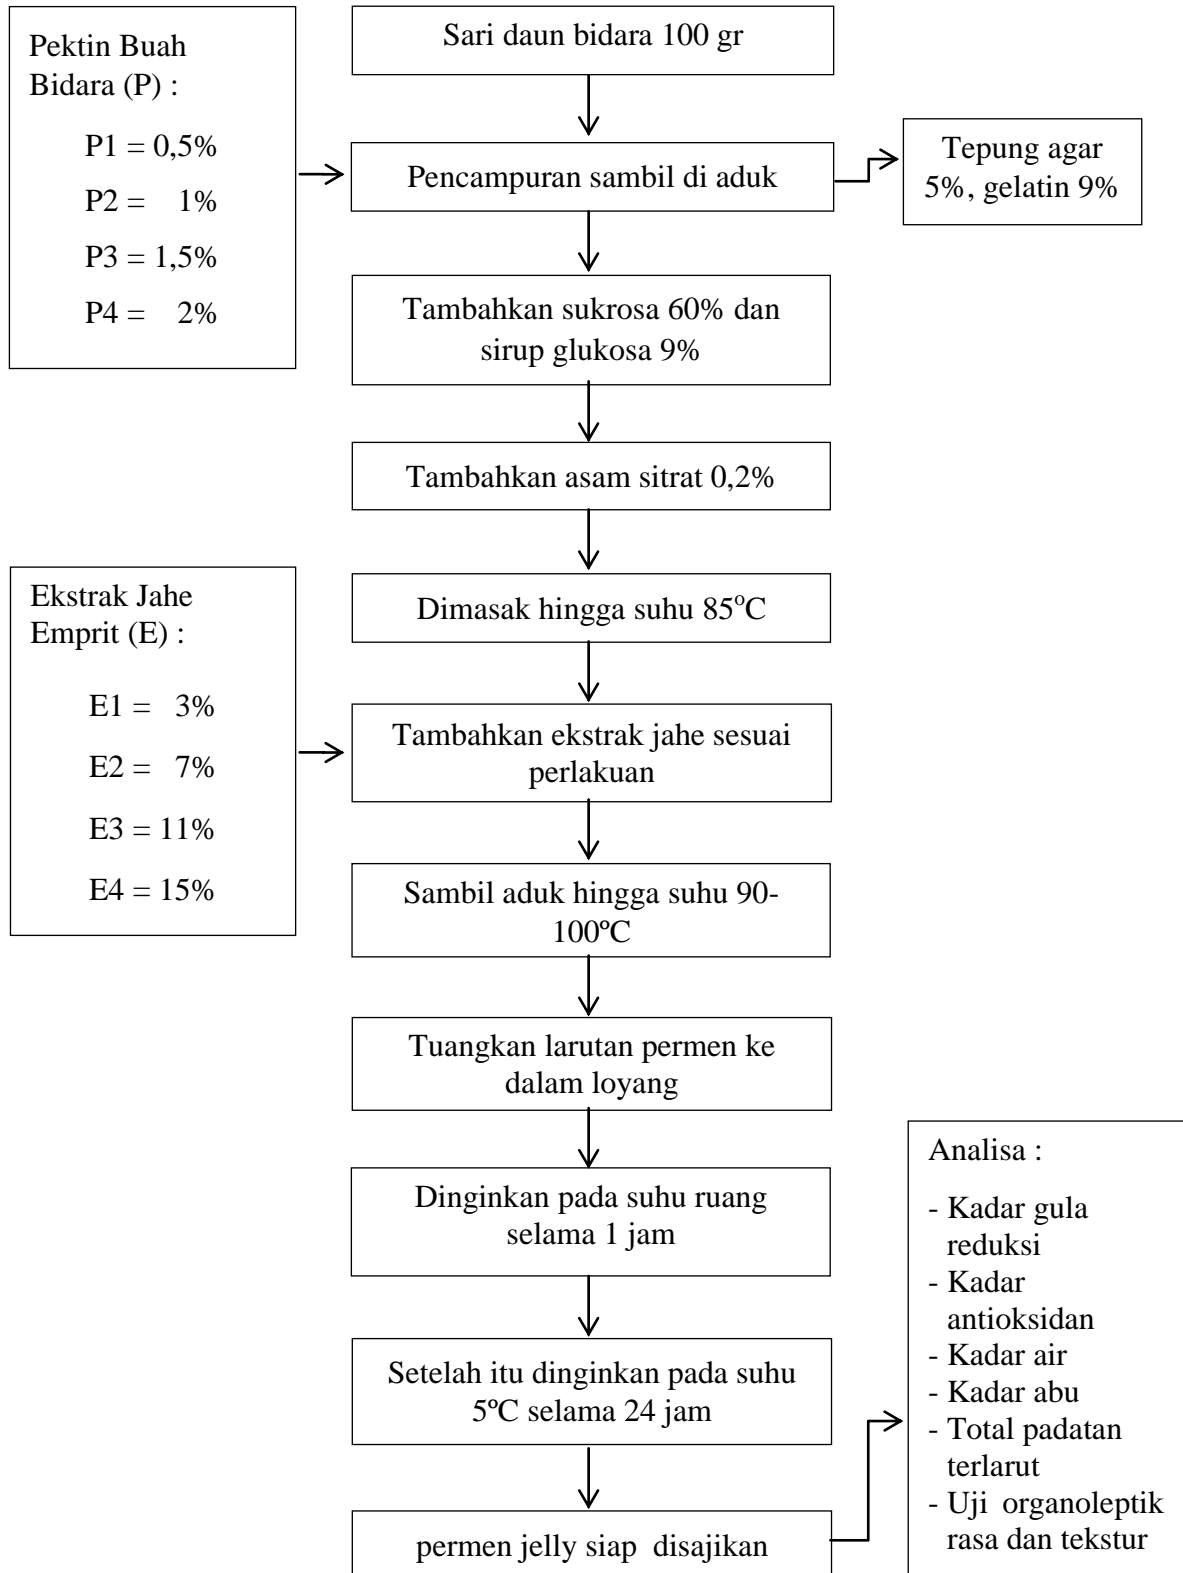 Pektin Buah
Bidara (P) :
P1 = 0,5%
P2 = 1%
P3 = 1,5%
P4 = 2%
Sari daun bidara 100 gr
Pencampuran sambil di aduk
Tepung agar
5%, gelatin 9%
Tambahkan sukrosa 60% dan
sirup glukosa 9%
Tambahkan asam sitrat 0,2%
Dimasak hingga suhu 85°C
Ekstrak Jahe
Emprit (E) :
E1 = 3%
E2 = 7%
E3 = 11%
E4 = 15%
Tambahkan ekstrak jahe sesuai
perlakuan
Sambil aduk hingga suhu 90-
100ºC
Tuangkan larutan permen ke
dalam loyang
Dinginkan pada suhu ruang
selama 1 jam
Setelah itu dinginkan pada suhu
5ºC selama 24 jam
permen jelly siap disajikan
Analisa :
- Kadar gula
reduksi
- Kadar
antioksidan
- Kadar air
- Kadar abu
- Total padatan
terlarut
- Uji organoleptik
rasa dan tekstur